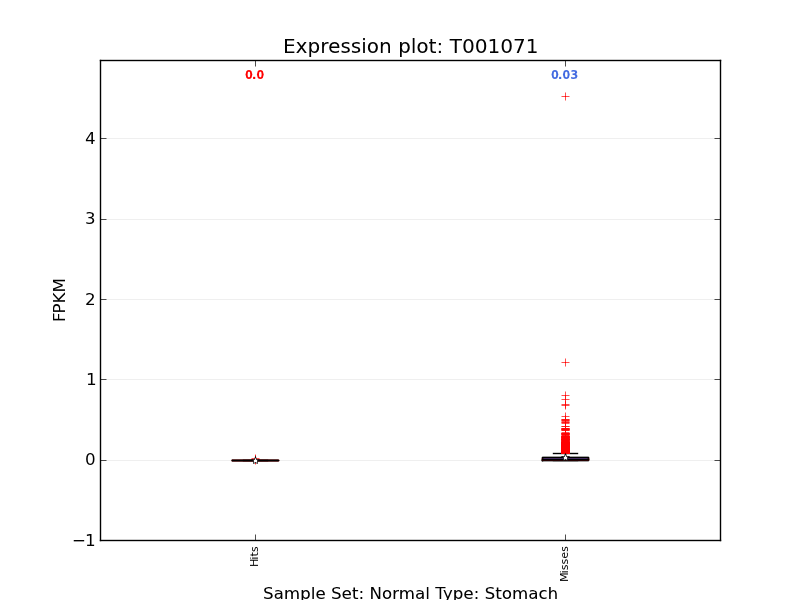 Expression plot: T001071
0.0
0.03
4
3
2
1
0
−1
FPKM
Hits
Misses
Sample Set: Normal Type: Stomach